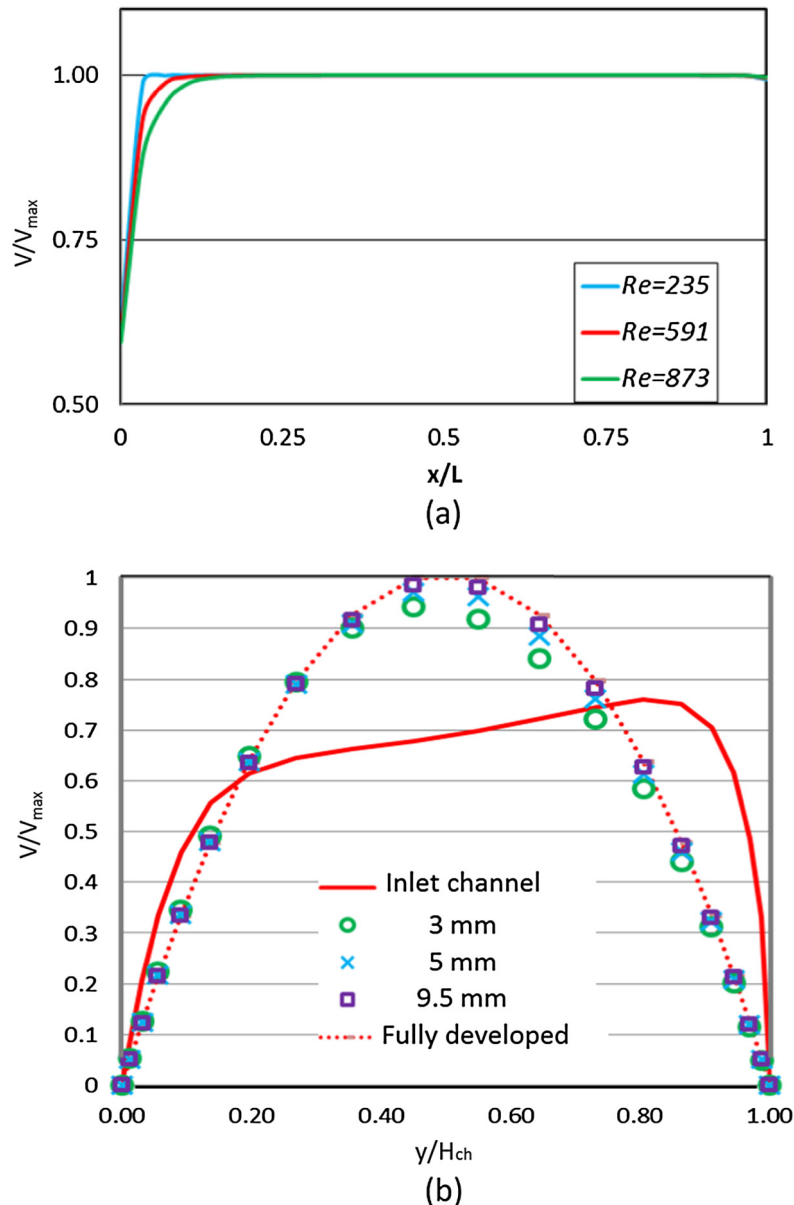 1.00
0.75
0.50
V/Vmax
Re=235
Re=591
Re=873
0 0.25 0.5 0.75 1
x/L
(a)
1
0.9
0.8
0.7
0.6
0.5
0.4
0.3
0.2
0.1
0
V/Vmax
Inlet channel
3 mm
5 mm
9.5 mm
Fully developed
0.00 0.20 0.40 0.60 0.80 1.00
y/Hch
(b)